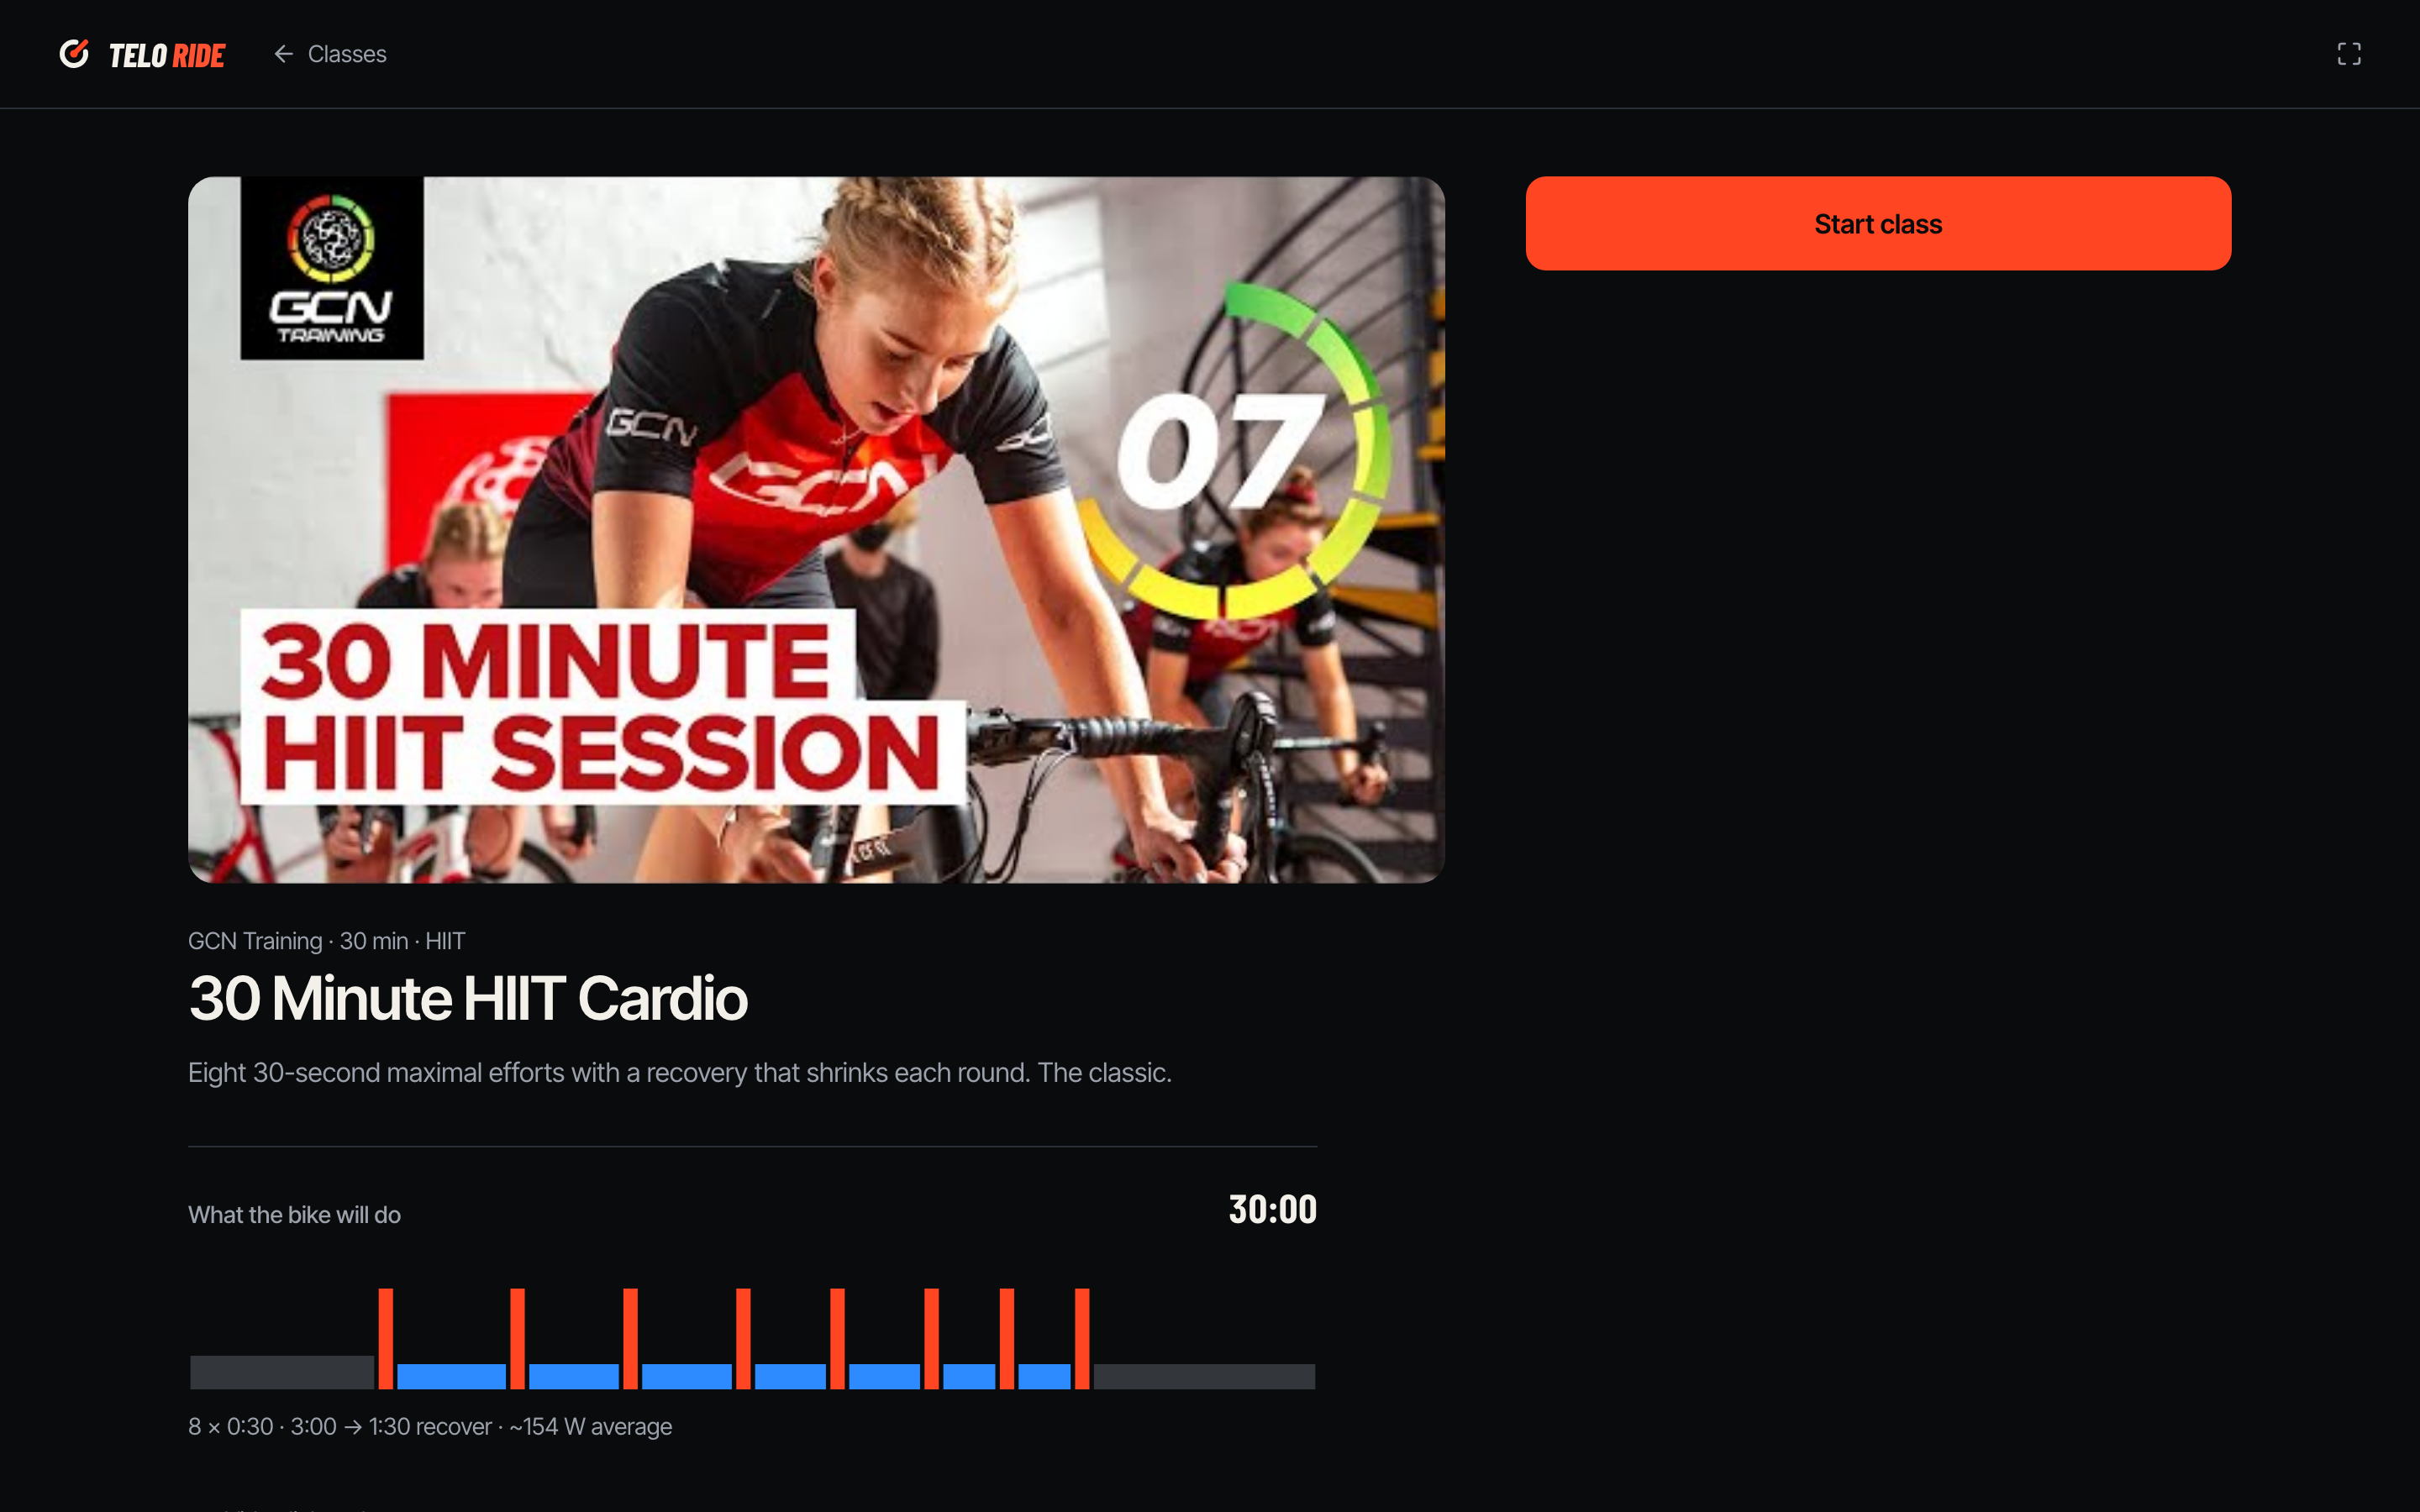 TELO RIDE
Classes
GCN
TRAINING
GCN
GCN
07
30 MINUTE
HIIT SESSION
Start class
GCN Training · 30 min · HIIT
30 Minute HIIT Cardio
Eight 30-second maximal efforts with a recovery that shrinks each round. The classic.
What the bike will do
30:00
8 × 0:30 · 3:00 → 1:30 recover · ~154 W average